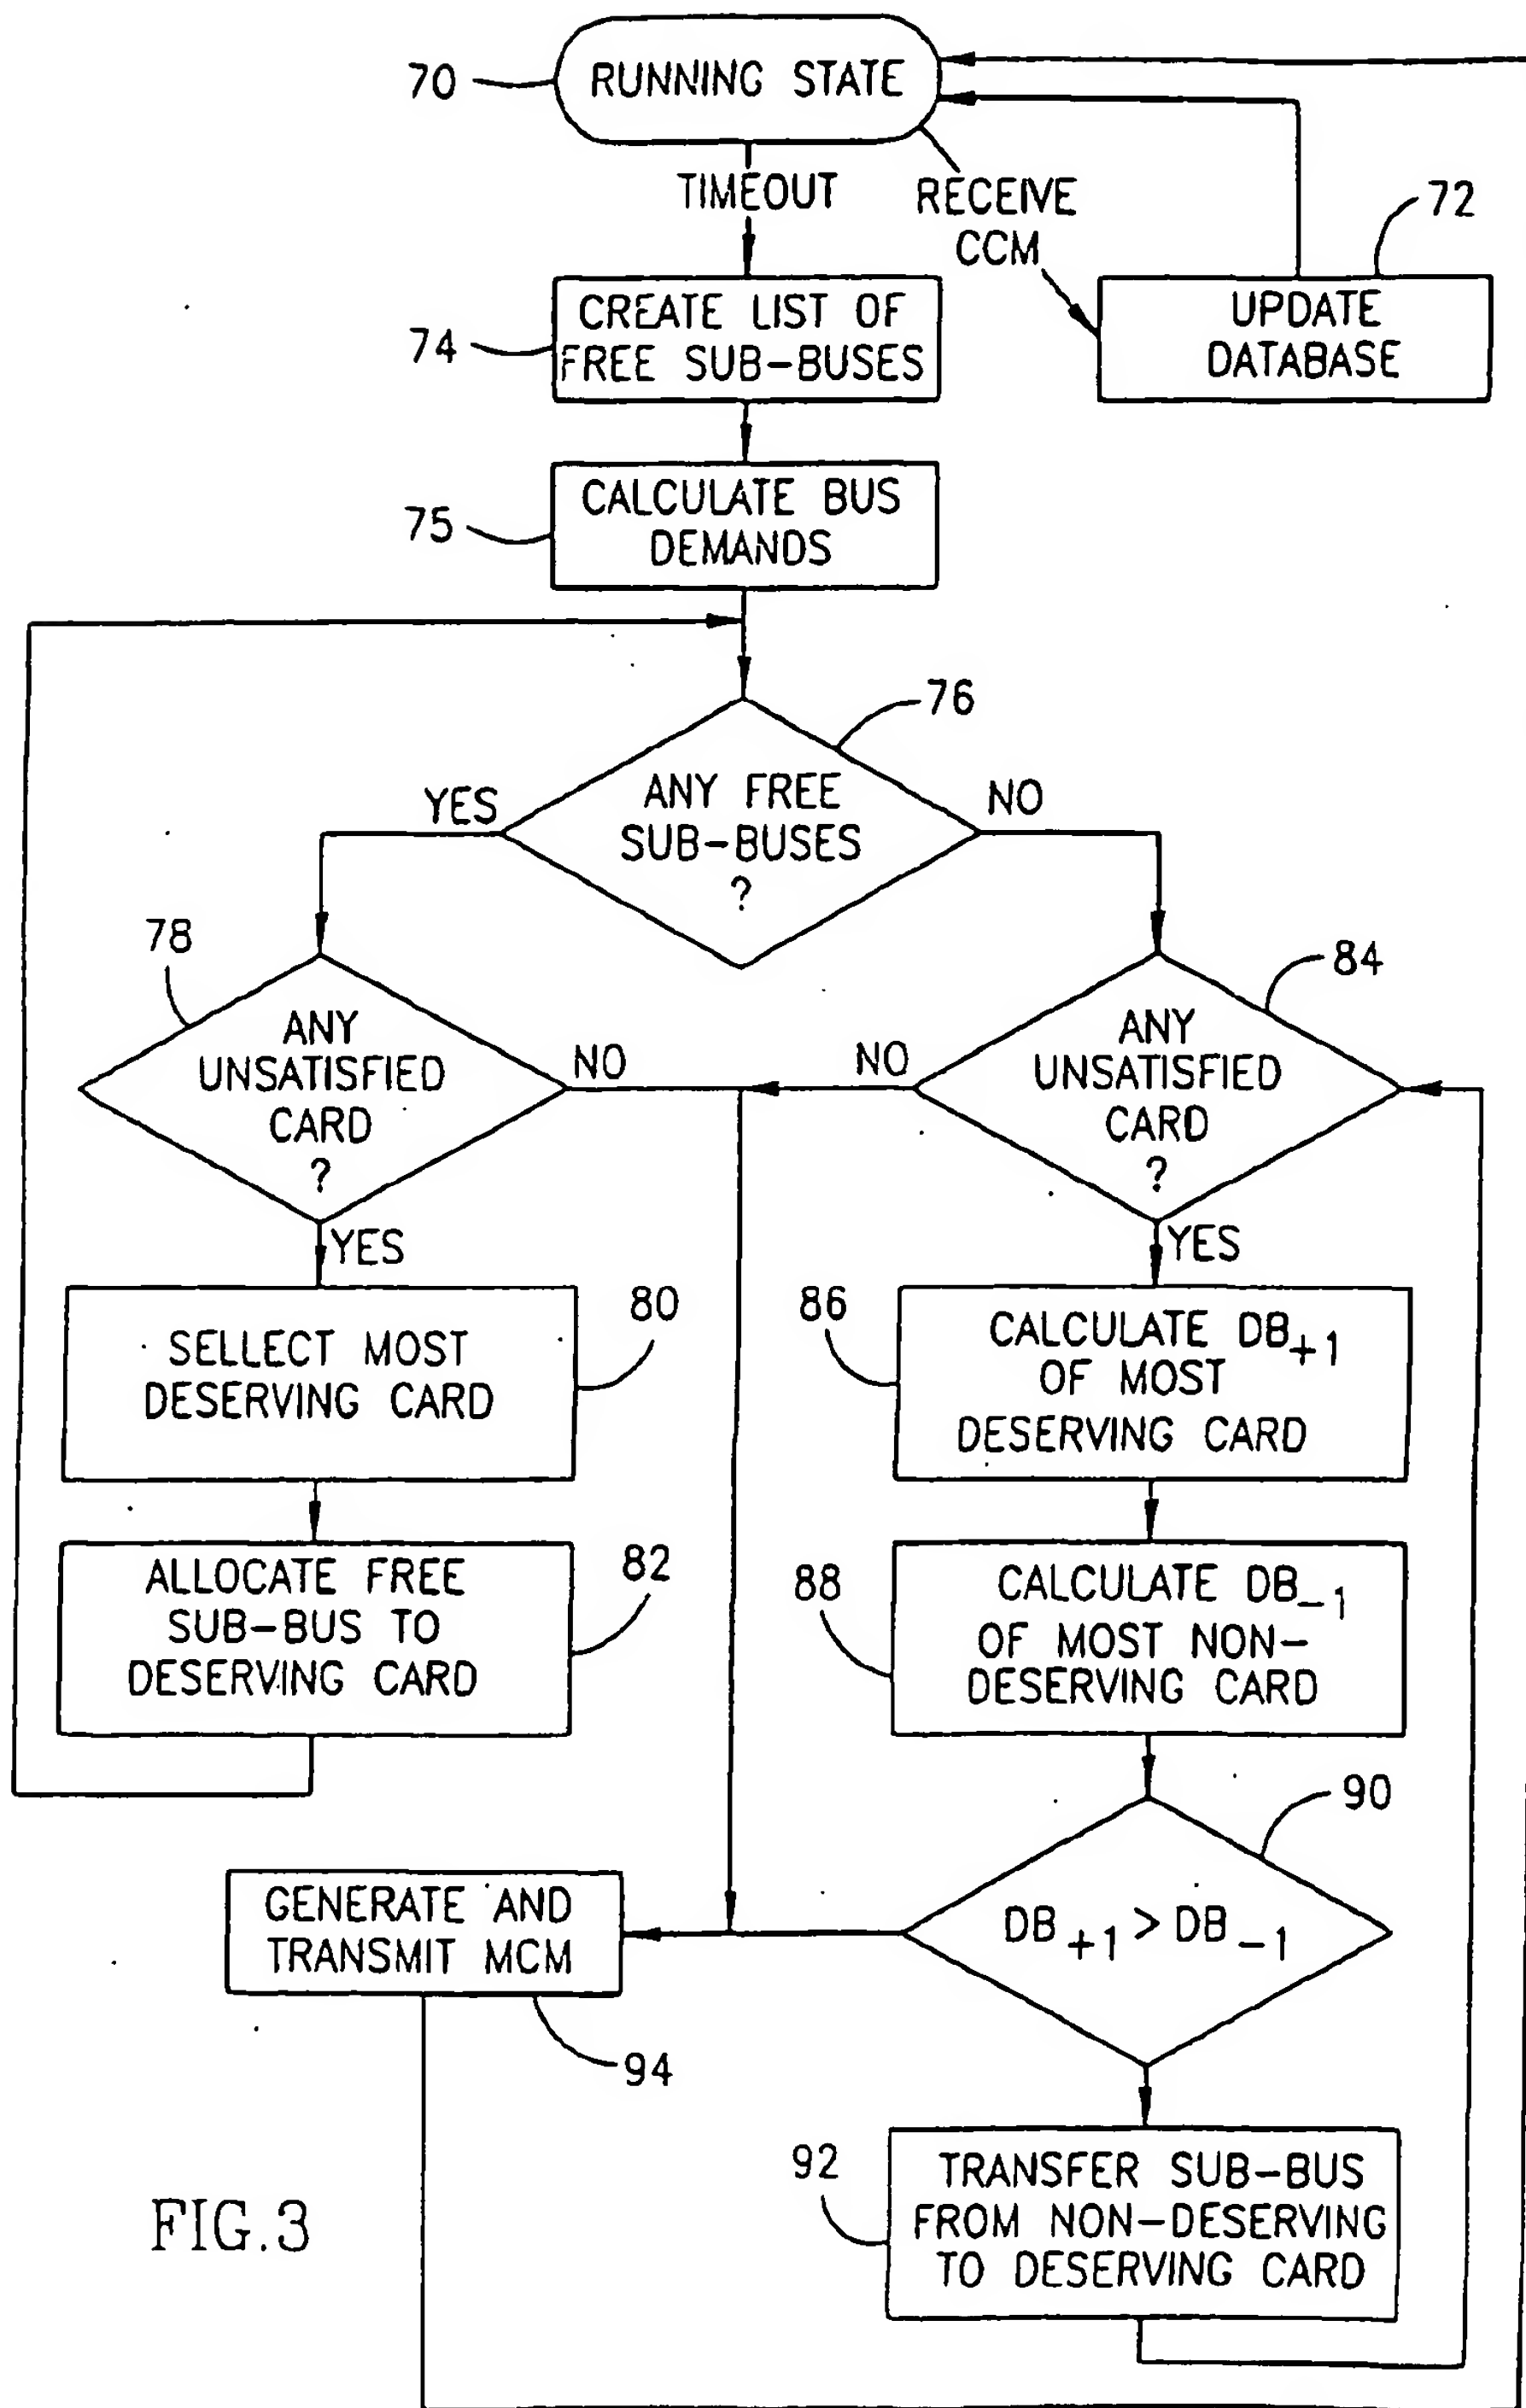 70
RUNNING STATE
TIMEOUT
RECEIVE
CCM
72
UPDATE
DATABASE
74
CREATE LIST OF
FREE SUB-BUSES
75
CALCULATE BUS
DEMANDS
76
YES
ANY FREE
SUB-BUSES
?
NO
78
ANY
UNSATISFIED
CARD
?
NO
YES
84
NO
ANY
UNSATISFIED
CARD
?
YES
80
SELLECT MOST
DESERVING CARD
86
CALCULATE DB+1
OF MOST
DESERVING CARD
82
ALLOCATE FREE
SUB-BUS TO
DESERVING CARD
88
CALCULATE DB-1
OF MOST NON-
DESERVING CARD
90
DB+1 > DB-1
GENERATE AND
TRANSMIT MCM
94
92
TRANSFER SUB-BUS
FROM NON-DESERVING
TO DESERVING CARD
FIG.3